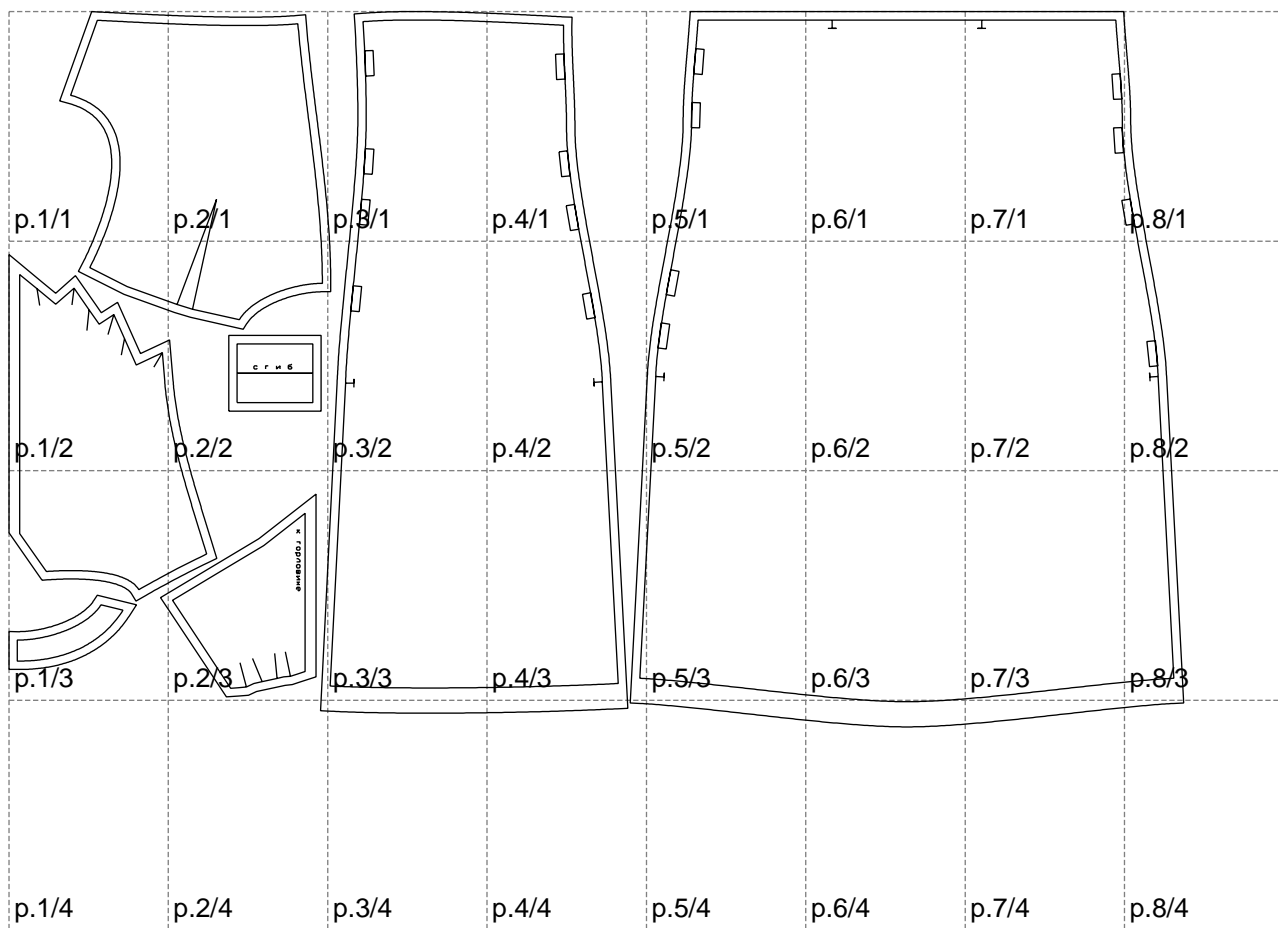 p.1/1 p.2/1 p.3/1 p.4/1 p.5/1 p.6/1 p.7/1 p.8/1
сгиб
p.1/2 p.2/2 p.3/2 p.4/2 p.5/2 p.6/2 p.7/2 p.8/2
к горловине
p.1/3 p.2/3 p.3/3 p.4/3 p.5/3 p.6/3 p.7/3 p.8/3
p.1/4 p.2/4 p.3/4 p.4/4 p.5/4 p.6/4 p.7/4 p.8/4